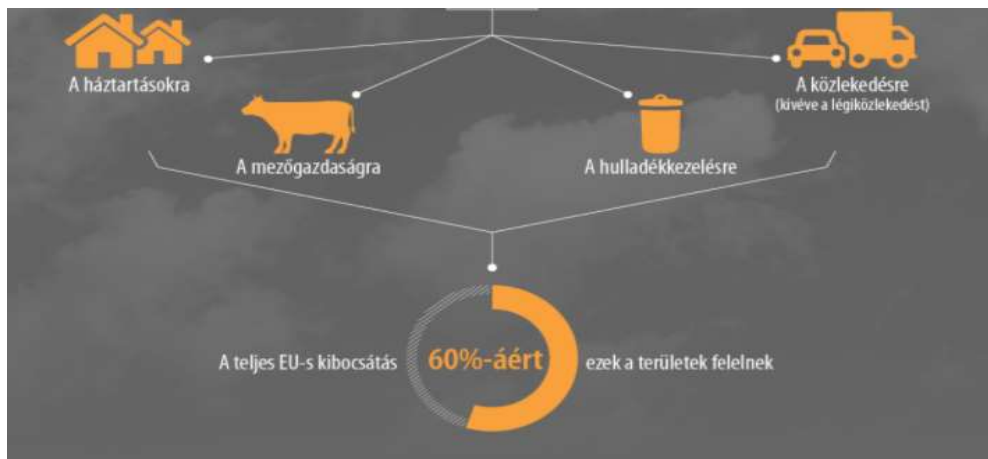 A háztartásokra
A közlekedésre
(kivéve a légiközlekedést)
A mezőgazdaságra
A hulladékkezelésre
A teljes EU-s kibocsátás
60%-áért
ezek a területek felelnek